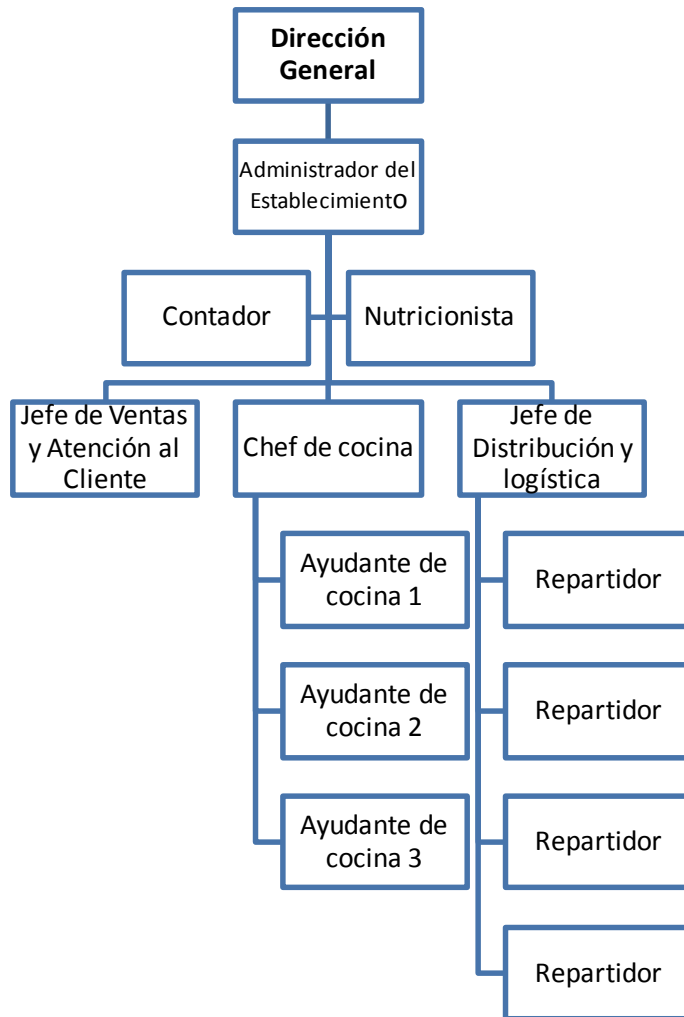 Dirección
General
Administrador del
Establecimiento
Contador
Nutricionista
Jefe de Ventas
y Atención al
Cliente
Chef de cocina
Jefe de
Distribución y
logística
Ayudante de
cocina 1
Repartidor
Ayudante de
cocina 2
Repartidor
Ayudante de
cocina 3
Repartidor
Repartidor